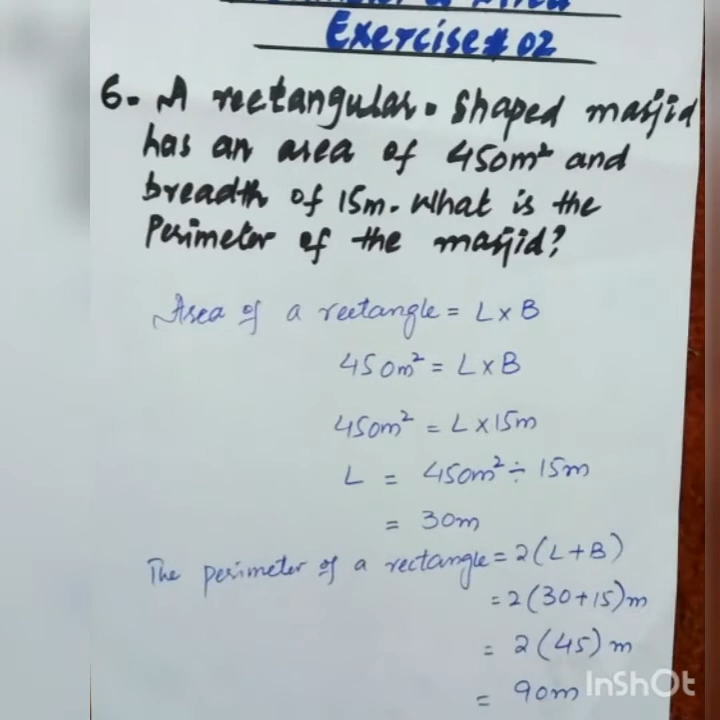 Exercise# 02
6. A rectangular. shaped masjid
has an area of 450m² and
breadth of 15m. What is the
Perimeter of the masjid?
Area of a rectangle = L x B
450m² = L x B
450m² = L x 15m
L = 450m² ÷ 15m
= 30m
The perimeter of a rectangle = 2(L+B)
= 2(30+15)m
= 2(45) m
= 90m
InShOt